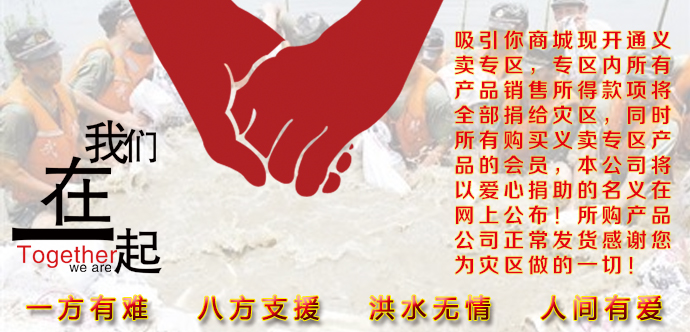 吸引你商城现开通义
卖专区，专区内所有
产品销售所得款项将
全部捐给灾区，同时
所有购买义卖专区产
品的会员，本公司将
以爱心捐助的名义在
网上公布！所购产品
公司正常发货感谢您
为灾区做的一切！
我们
在
一起
Together
we are
一方有难 八方支援 洪水无情 人间有爱